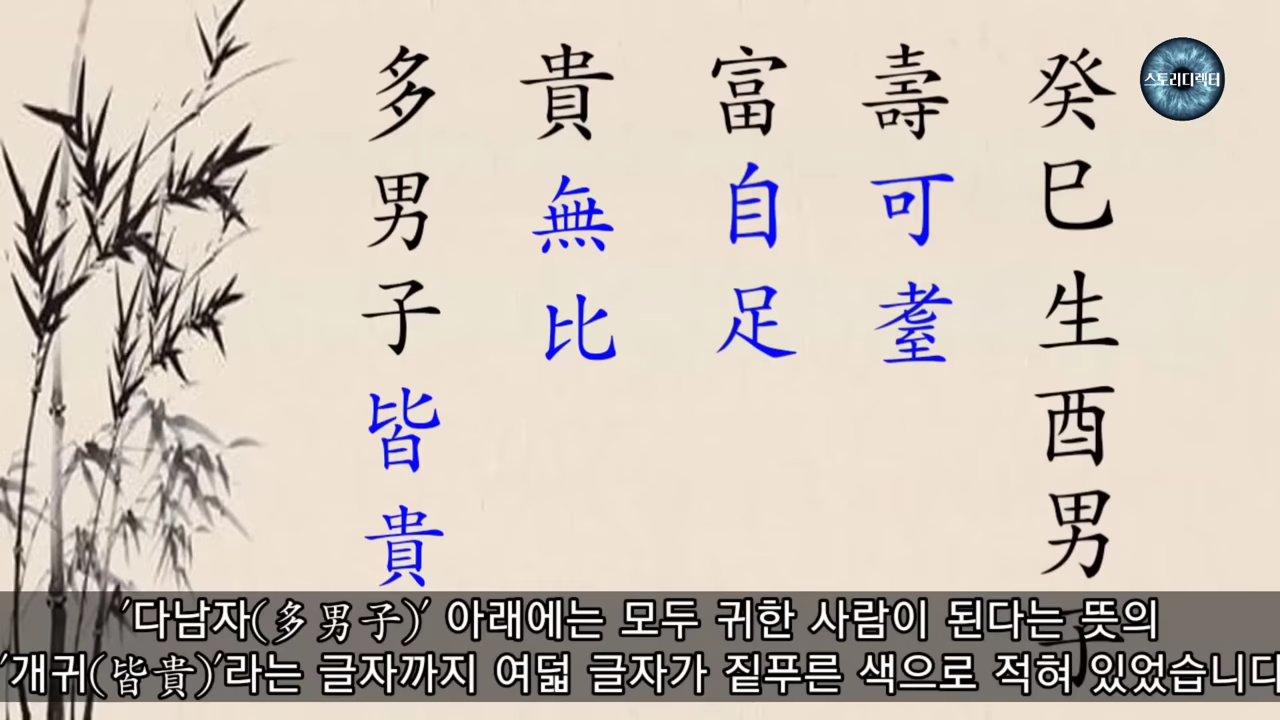 癸巳生酉男子
壽可耋
富自足
貴無比
多男子皆貴
스토리디렉터
'다남자(多男子)' 아래에는 모두 귀한 사람이 된다는 뜻의
'개귀(皆貴)'라는 글자까지 여덟 글자가 짙푸른 색으로 적혀 있었습니다